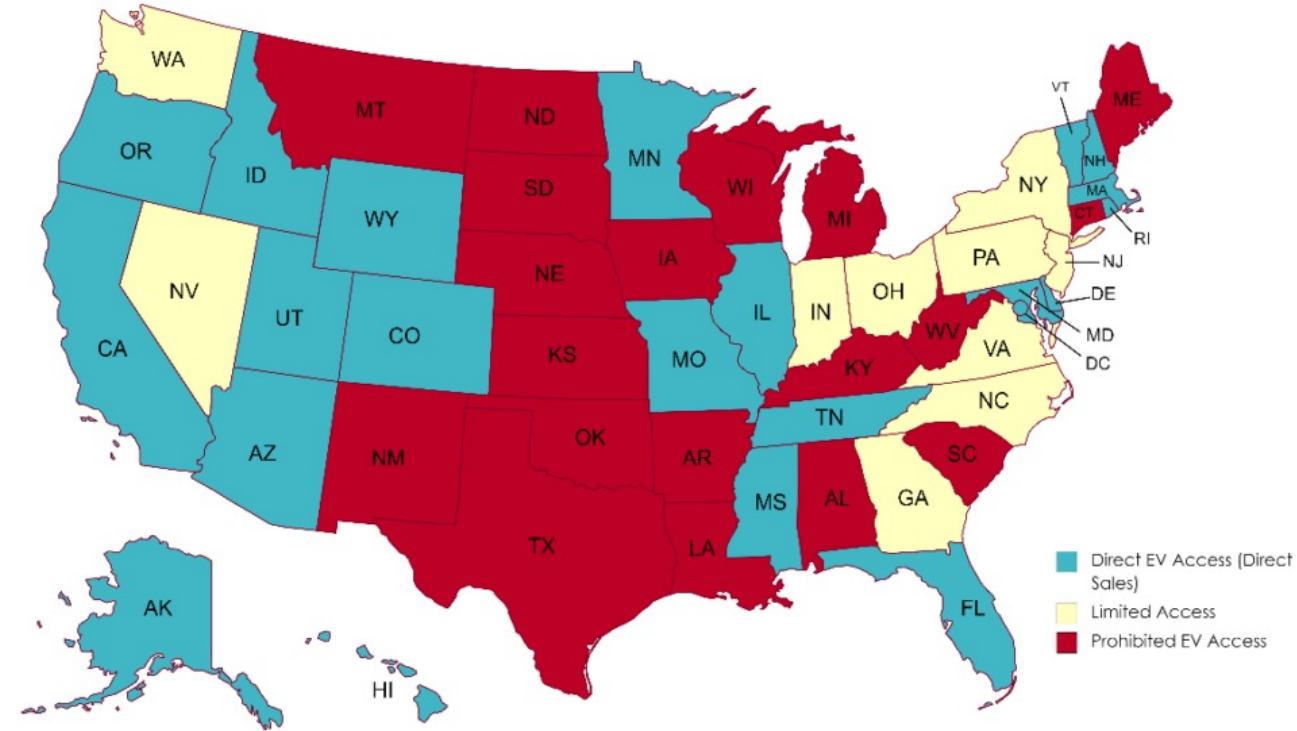 WA
MT
ND
MN
ME
VT
OR
ID
SD
WI
MI
NY
NH
MA
CT
RI
WY
NE
IA
PA
NJ
NV
UT
CO
IL
IN
OH
DE
MD
DC
CA
KS
MO
WV
VA
KY
NC
AZ
NM
OK
AR
TN
SC
MS
AL
GA
TX
LA
FL
AK
HI
Direct EV Access (Direct
Sales)
Limited Access
Prohibited EV Access